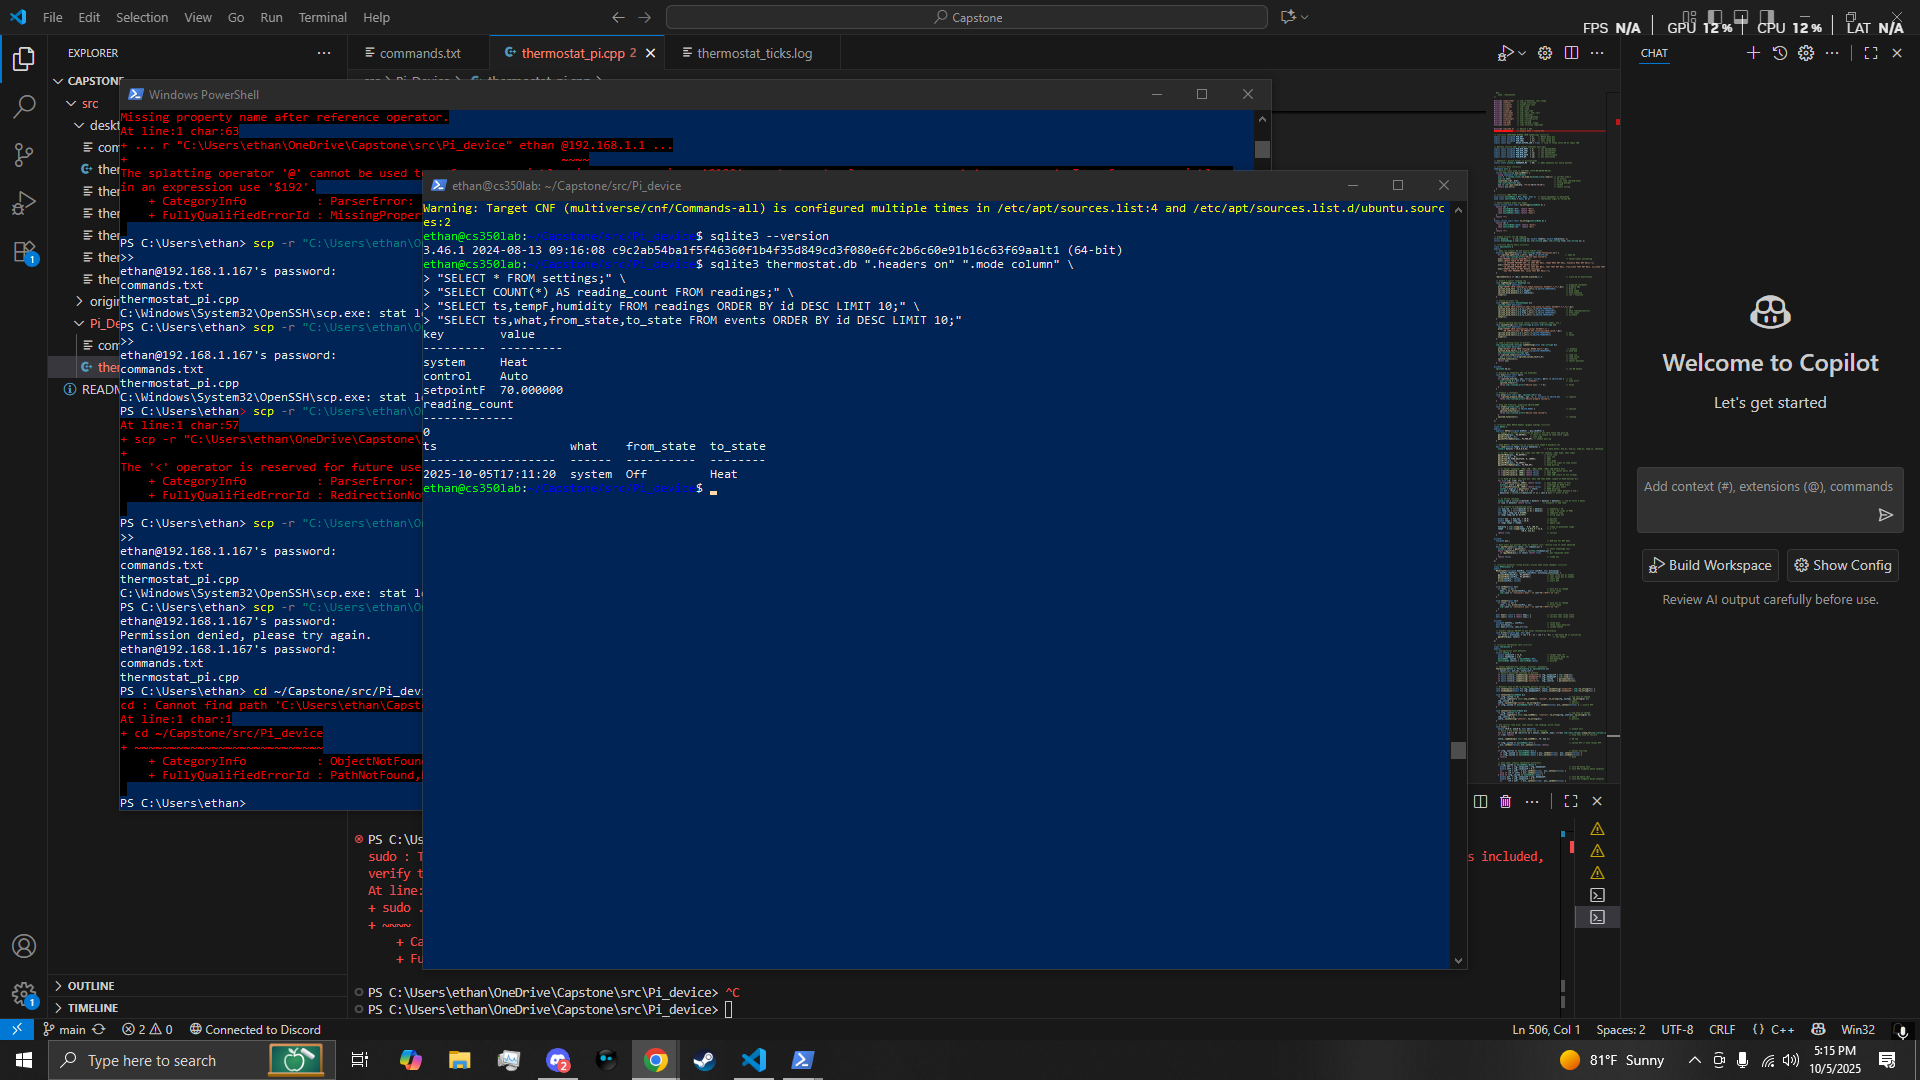 File Edit Selection View Go Run Terminal Help
Capstone
FPS N/A GPU 12 % CPU 12 % LAT N/A
EXPLORER
commands.txt
thermostat_pi.cpp 2
thermostat_ticks.log
CHAT
CAPSTONE
src
Pi_De
README
OUTLINE
TIMELINE
Windows PowerShell
Missing property name after reference operator.
At line:1 char:63
+ ... r "C:\Users\ethan\OneDrive\Capstone\src\Pi_device" ethan @192.168.1.1 ...
+ ~~~~
The splatting operator '@' cannot be used to
in an expression use '$192'.
+ CategoryInfo : ParserError:
+ FullyQualifiedErrorId : MissingProper
PS C:\Users\ethan> scp -r "C:\Users\ethan\O
>>
ethan@192.168.1.167's password:
commands.txt
thermostat_pi.cpp
C:\Windows\System32\OpenSSH\scp.exe: stat l
PS C:\Users\ethan> scp -r "C:\Users\ethan\O
>>
ethan@192.168.1.167's password:
commands.txt
thermostat_pi.cpp
C:\Windows\System32\OpenSSH\scp.exe: stat l
PS C:\Users\ethan> scp -r "C:\Users\ethan\O
At line:1 char:57
+ scp -r "C:\Users\ethan\OneDrive\Capstone\
+
The '<' operator is reserved for future use
+ CategoryInfo : ParserError:
+ FullyQualifiedErrorId : RedirectionNo
PS C:\Users\ethan> scp -r "C:\Users\ethan\O
>>
ethan@192.168.1.167's password:
commands.txt
thermostat_pi.cpp
C:\Windows\System32\OpenSSH\scp.exe: stat l
PS C:\Users\ethan> scp -r "C:\Users\ethan\O
ethan@192.168.1.167's password:
Permission denied, please try again.
ethan@192.168.1.167's password:
commands.txt
thermostat_pi.cpp
PS C:\Users\ethan> cd ~/Capstone/src/Pi_devi
cd : Cannot find path 'C:\Users\ethan\Capst
At line:1 char:1
+ cd ~/Capstone/src/Pi_device
+ ~~~~~~~~~~~~~~~~~~~~~~~~~~~
+ CategoryInfo : ObjectNotFoun
+ FullyQualifiedErrorId : PathNotFound,
PS C:\Users\ethan>
ethan@cs350lab: ~/Capstone/src/Pi_device
Warning: Target CNF (multiverse/cnf/Commands-all) is configured multiple times in /etc/apt/sources.list:4 and /etc/apt/sources.list.d/ubuntu.sourc
es:2
ethan@cs350lab:~/Capstone/src/Pi_device$ sqlite3 --version
3.46.1 2024-08-13 09:16:08 c9c2ab54ba1f5f46360f1b4f35d849cd3f080e6fc2b6c60e91b16c63f69aalt1 (64-bit)
ethan@cs350lab:~/Capstone/src/Pi_device$ sqlite3 thermostat.db ".headers on" ".mode column" \
> "SELECT * FROM settings;" \
> "SELECT COUNT(*) AS reading_count FROM readings;" \
> "SELECT ts,tempF,humidity FROM readings ORDER BY id DESC LIMIT 10;" \
> "SELECT ts,what,from_state,to_state FROM events ORDER BY id DESC LIMIT 10;"
key value
--------- ---------
system Heat
control Auto
setpointF 70.000000
reading_count
-------------
0
ts what from_state to_state
------------------- ------ ---------- --------
2025-10-05T17:11:20 system Off Heat
ethan@cs350lab:~/Capstone/src/Pi_device$
PS C:\Us
sudo : T
s included,
verify t
At line:
+ sudo .
+ ~~~~
+ Ca
+ Fu
PS C:\Users\ethan\OneDrive\Capstone\src\Pi_device> ^C
PS C:\Users\ethan\OneDrive\Capstone\src\Pi_device>
Welcome to Copilot
Let's get started
Add context (#), extensions (@), commands
Build Workspace
Show Config
Review AI output carefully before use.
main 2 0 Connected to Discord
Ln 506, Col 1 Spaces: 2 UTF-8 CRLF {} C++ Win32
Type here to search
81°F Sunny
5:15 PM
10/5/2025